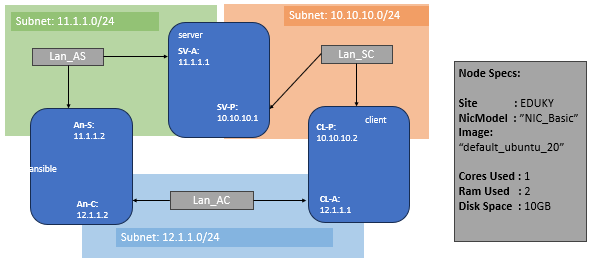 Subnet: 11.1.1.0/24
Subnet: 10.10.10.0/24
server
Lan_AS
SV-A:
11.1.1.1
Lan_SC
SV-P:
10.10.10.1
An-S:
11.1.1.2
ansible
An-C:
12.1.1.2
client
CL-P:
10.10.10.2
CL-A:
12.1.1.1
Lan_AC
Subnet: 12.1.1.0/24
Node Specs:
Site : EDUKY
NicModel : ”NIC_Basic”
Image:
“default_ubuntu_20”
Cores Used : 1
Ram Used : 2
Disk Space : 10GB